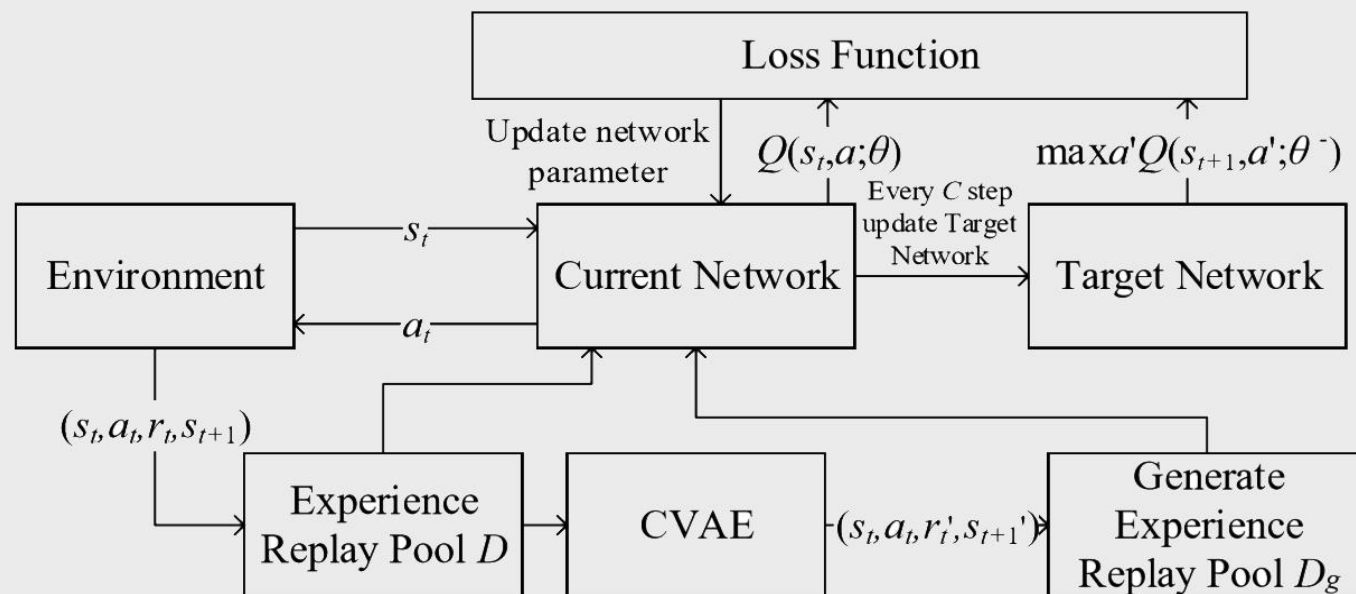 Loss Function
Update network
parameter
Q(s_t,a;θ)
maxa'Q(s_{t+1},a';θ⁻)
Every C step
update Target
Network
Environment
s_t
a_t
Current Network
Target Network
(s_t,a_t,r_t,s_{t+1})
Experience
Replay Pool D
CVAE
(s_t,a_t,r_t',s_{t+1}')
Generate
Experience
Replay Pool D_g